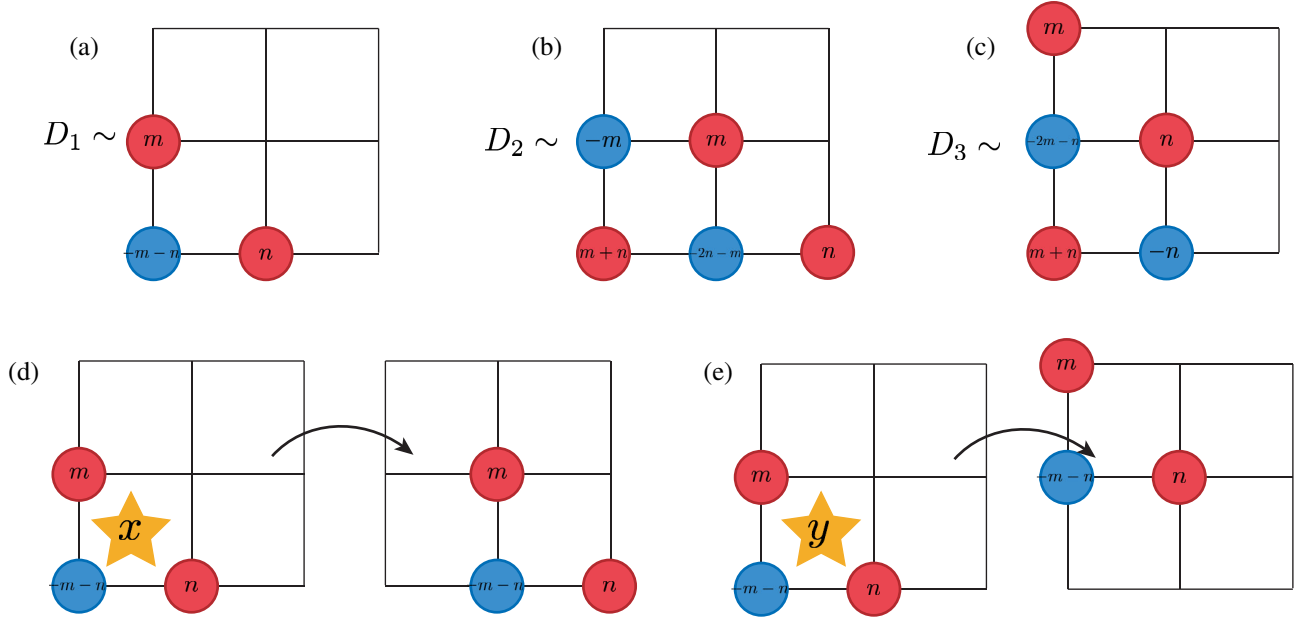 (a)
D₁ ∼
m
−m − n
n
(b)
D₂ ∼
−m
m
m + n
−2n − m
n
(c)
D₃ ∼
m
−2m − n
n
m + n
−n
(d)
m
x
−m − n
n
m
−m − n
n
(e)
m
y
−m − n
n
m
−m − n
n